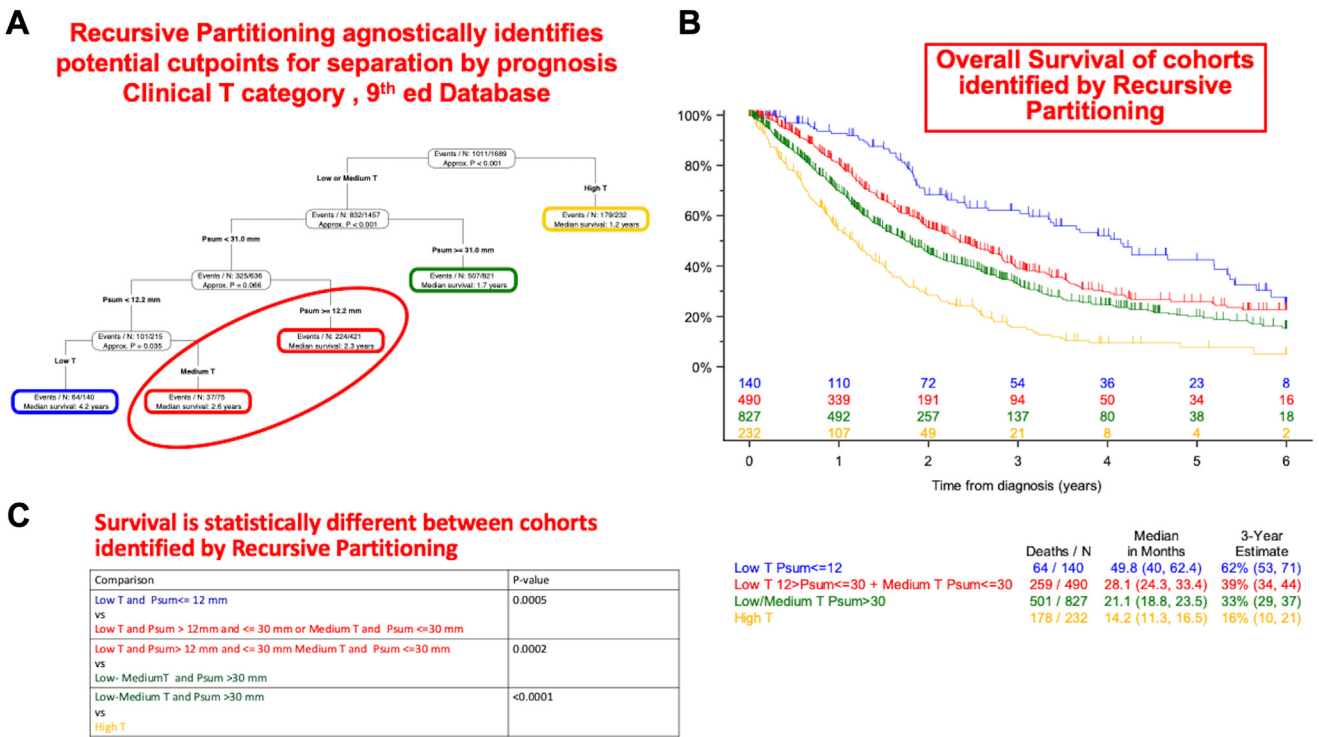 A
Recursive Partitioning agnostically identifies
potential cutpoints for separation by prognosis
Clinical T category , 9th ed Database
Events / N: 1011/1689
Approx. P < 0.001
Low or Medium T
High T
Events / N: 832/1457
Approx. P < 0.001
Events / N: 179/232
Median survival: 1.2 years
Psum < 31.0 mm
Psum >= 31.0 mm
Events / N: 325/636
Approx. P = 0.066
Events / N: 507/821
Median survival: 1.7 years
Psum < 12.2 mm
Psum >= 12.2 mm
Events / N: 101/215
Approx. P = 0.035
Events / N: 224/421
Median survival: 2.3 years
Low T
Medium T
Events / N: 64/140
Median survival: 4.2 years
Events / N: 37/75
Median survival: 2.6 years
B
Overall Survival of cohorts
identified by Recursive
Partitioning
100%
80%
60%
40%
20%
0%
140 110 72 54 36 23 8
490 339 191 94 50 34 16
827 492 257 137 80 38 18
232 107 49 21 8 4 2
0 1 2 3 4 5 6
Time from diagnosis (years)
Deaths / N Median in Months 3-Year Estimate
Low T Psum<=12 64 / 140 49.8 (40, 62.4) 62% (53, 71)
Low T 12>Psum<=30 + Medium T Psum<=30 259 / 490 28.1 (24.3, 33.4) 39% (34, 44)
Low/Medium T Psum>30 501 / 827 21.1 (18.8, 23.5) 33% (29, 37)
High T 178 / 232 14.2 (11.3, 16.5) 16% (10, 21)
C
Survival is statistically different between cohorts
identified by Recursive Partitioning
Comparison P-value
Low T and Psum<= 12 mm 0.0005
vs
Low T and Psum > 12mm and <= 30 mm or Medium T and Psum <=30 mm
Low T and Psum> 12 mm and <= 30 mm Medium T and Psum <=30 mm 0.0002
vs
Low- MediumT and Psum >30 mm
Low-Medium T and Psum >30 mm <0.0001
vs
High T